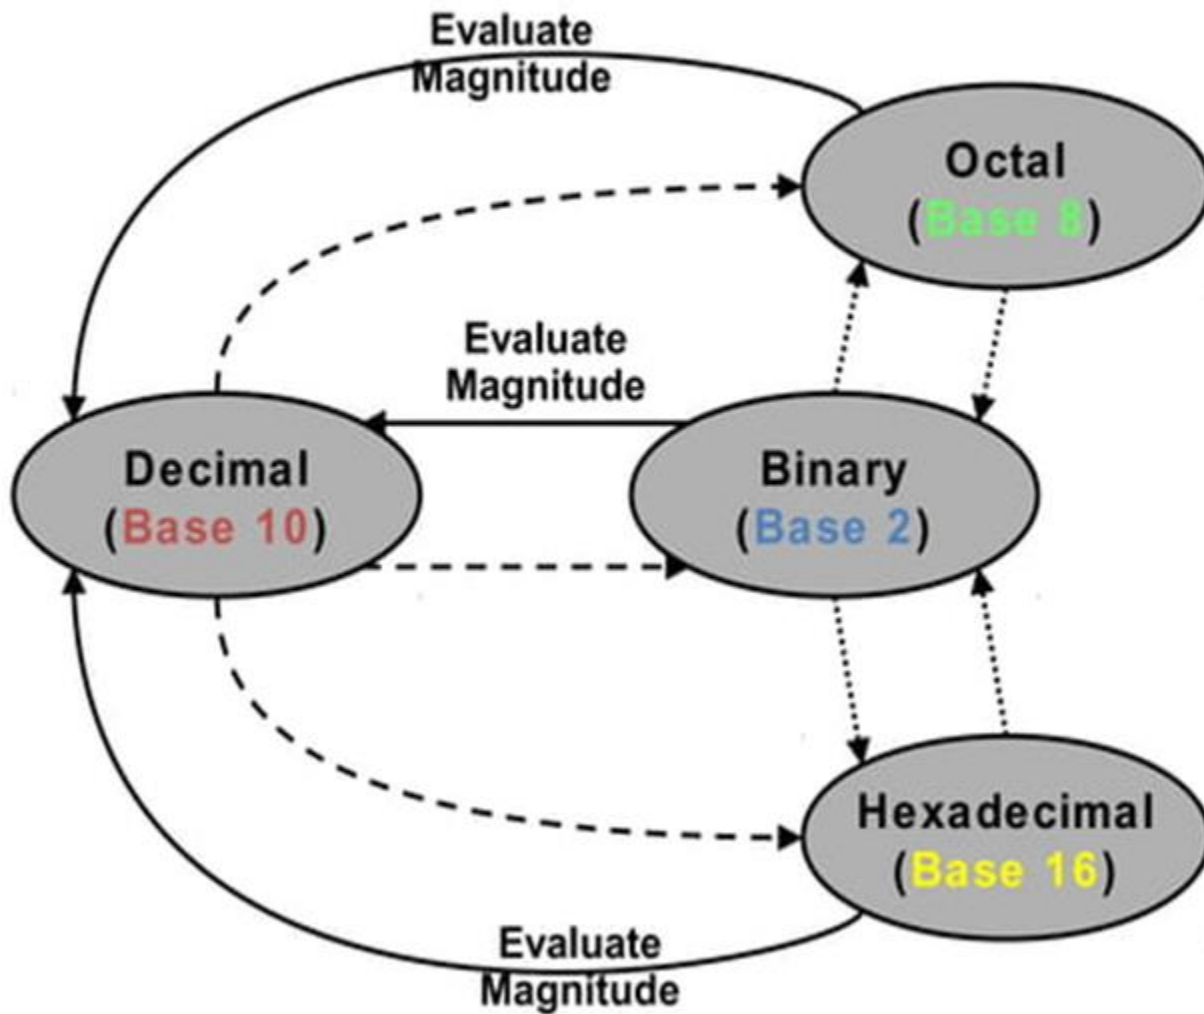 Evaluate
Magnitude
Octal
(Base 8)
Evaluate
Magnitude
Decimal
(Base 10)
Binary
(Base 2)
Hexadecimal
(Base 16)
Evaluate
Magnitude